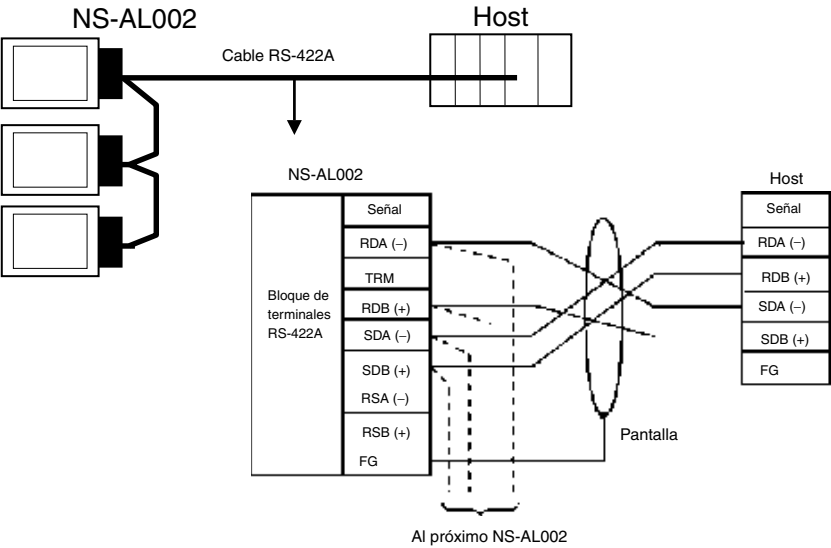 NS-AL002
Host
Cable RS-422A
NS-AL002
Host
Bloque de
terminales
RS-422A
Señal
RDA (−)
TRM
RDB (+)
SDA (−)
SDB (+)
RSA (−)
RSB (+)
FG
Señal
RDA (−)
RDB (+)
SDA (−)
SDB (+)
FG
Pantalla
Al próximo NS-AL002